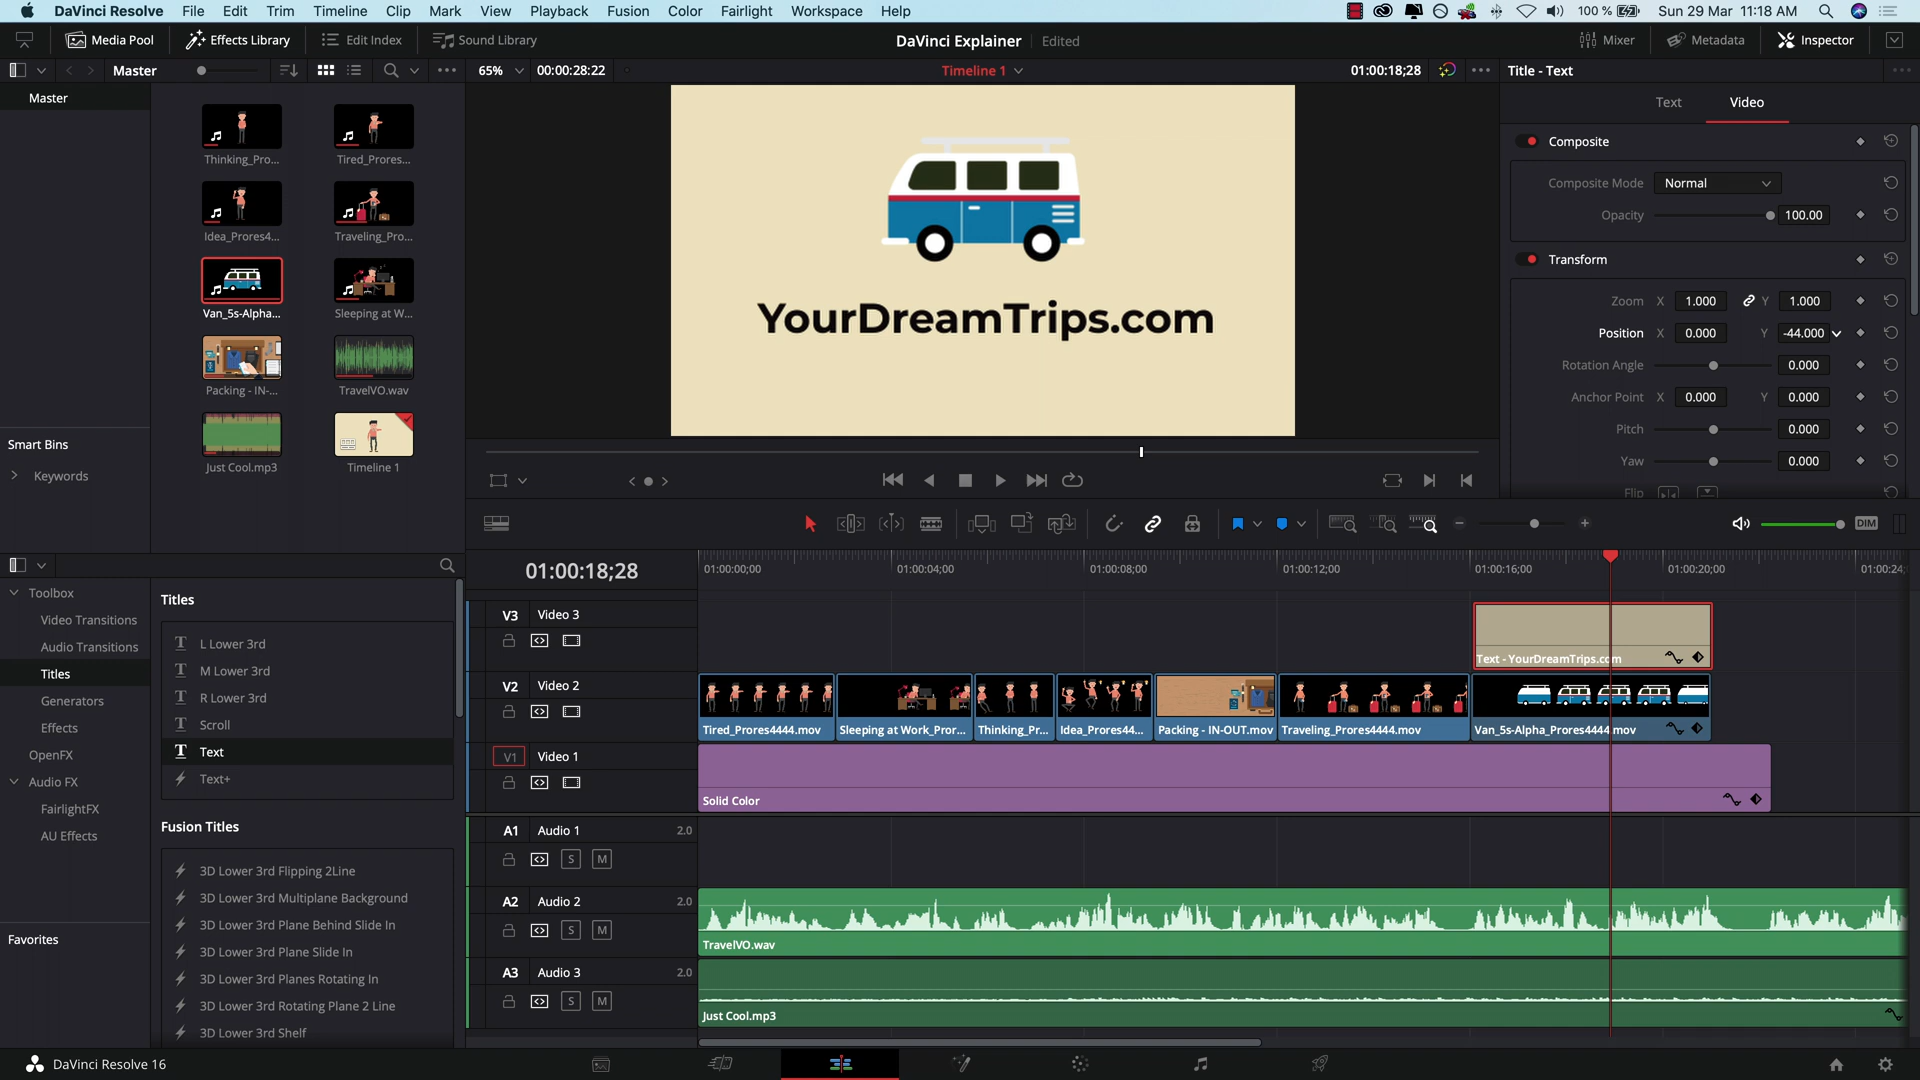 DaVinci Resolve File Edit Trim Timeline Clip Mark View Playback Fusion Color Fairlight Workspace Help 100 % Sun 29 Mar 11:18 AM
Media Pool Effects Library Edit Index Sound Library DaVinci Explainer Edited Mixer Metadata Inspector
Master 65% 00:00:28:22 Timeline 1 01:00:18;28 Title - Text
Master
Thinking_Pro... Tired_Prores...
Idea_Prores4... Traveling_Pro...
Van_5s-Alpha... Sleeping at W...
Packing - IN-... TravelVO.wav
Just Cool.mp3 Timeline 1
Smart Bins
Keywords
YourDreamTrips.com
Text Video
Composite
Composite Mode Normal
Opacity 100.00
Transform
Zoom X 1.000 Y 1.000
Position X 0.000 Y -44.000
Rotation Angle 0.000
Anchor Point X 0.000 Y 0.000
Pitch 0.000
Yaw 0.000
Flip
DIM
Toolbox
Video Transitions
Audio Transitions
Titles
Generators
Effects
OpenFX
Audio FX
FairlightFX
AU Effects
Favorites
Titles
L Lower 3rd
M Lower 3rd
R Lower 3rd
Scroll
Text
Text+
Fusion Titles
3D Lower 3rd Flipping 2Line
3D Lower 3rd Multiplane Background
3D Lower 3rd Plane Behind Slide In
3D Lower 3rd Plane Slide In
3D Lower 3rd Planes Rotating In
3D Lower 3rd Rotating Plane 2 Line
3D Lower 3rd Shelf
01:00:18;28 01:00:00;00 01:00:04;00 01:00:08;00 01:00:12;00 01:00:16;00 01:00:20;00 01:00:24;
V3 Video 3
Text - YourDreamTrips.com
V2 Video 2
Tired_Prores4444.mov Sleeping at Work_Pror... Thinking_Pr... Idea_Prores44... Packing - IN-OUT.mov Traveling_Prores4444.mov Van_5s-Alpha_Prores4444.mov
V1 Video 1
Solid Color
A1 Audio 1 2.0
S M
A2 Audio 2 2.0
S M
TravelVO.wav
A3 Audio 3 2.0
S M
Just Cool.mp3
DaVinci Resolve 16